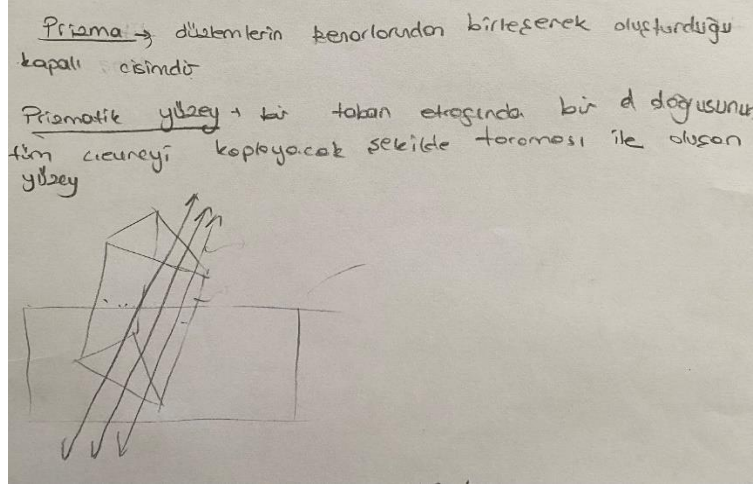 Prizma → düzlemlerin kenarlarından birleşerek oluşturduğu
kapalı cisimdir
Prizmatik yüzey → bir taban etrafında bir d doğrusunun
tüm çevreyi kaplayacak şekilde taraması ile oluşan
yüzey